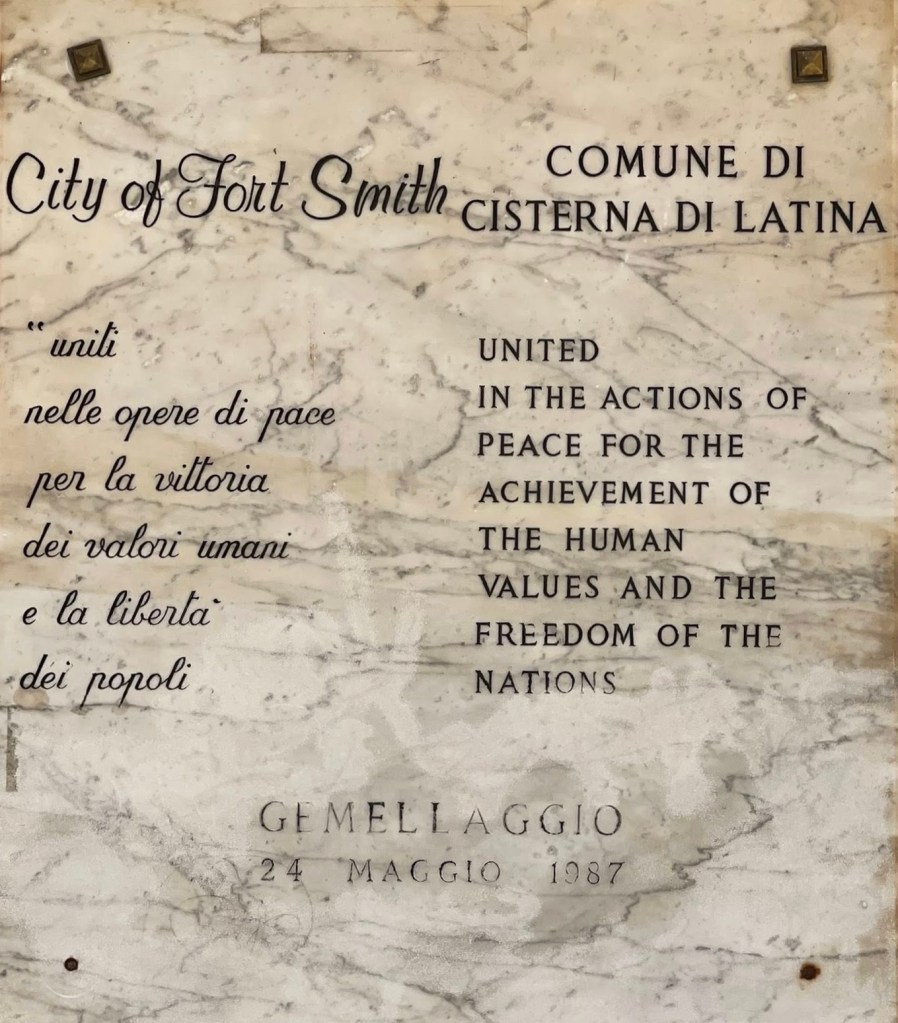 City of Fort Smith
COMUNE DI
CISTERNA DI LATINA
“uniti
nelle opere di pace
per la vittoria
dei valori umani
e la liberta`
dei popoli
UNITED
IN THE ACTIONS OF
PEACE FOR THE
ACHIEVEMENT OF
THE HUMAN
VALUES AND THE
FREEDOM OF THE
NATIONS
GEMELLAGGIO
24 MAGGIO 1987